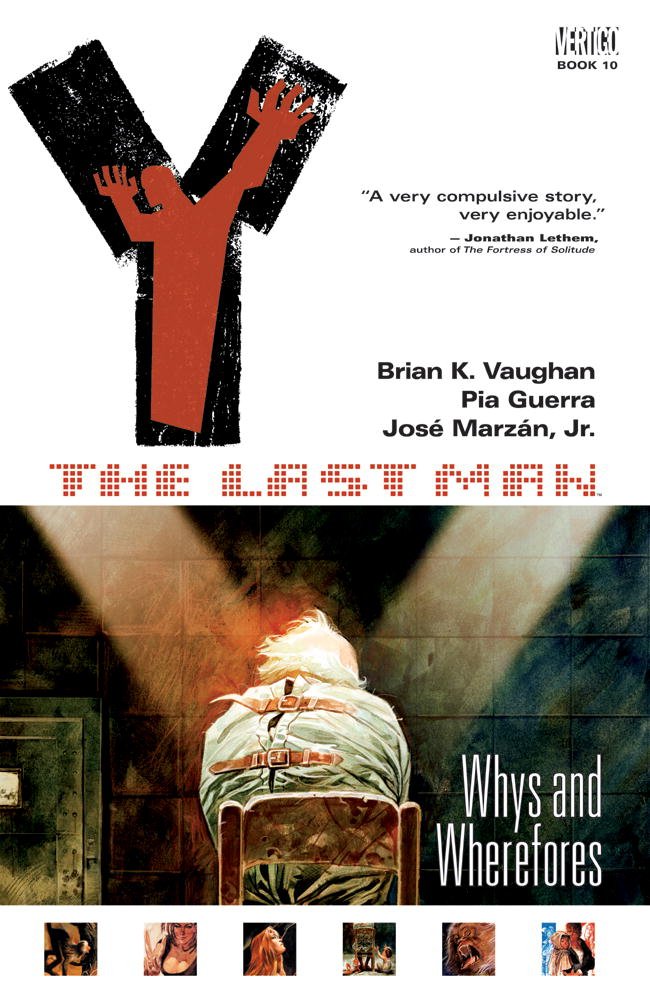 VERTIGO
BOOK 10
Y
“A very compulsive story,
very enjoyable.”
— Jonathan Lethem,
author of The Fortress of Solitude
Brian K. Vaughan
Pia Guerra
José Marzán, Jr.
THE LAST MAN™
Whys and
Wherefores